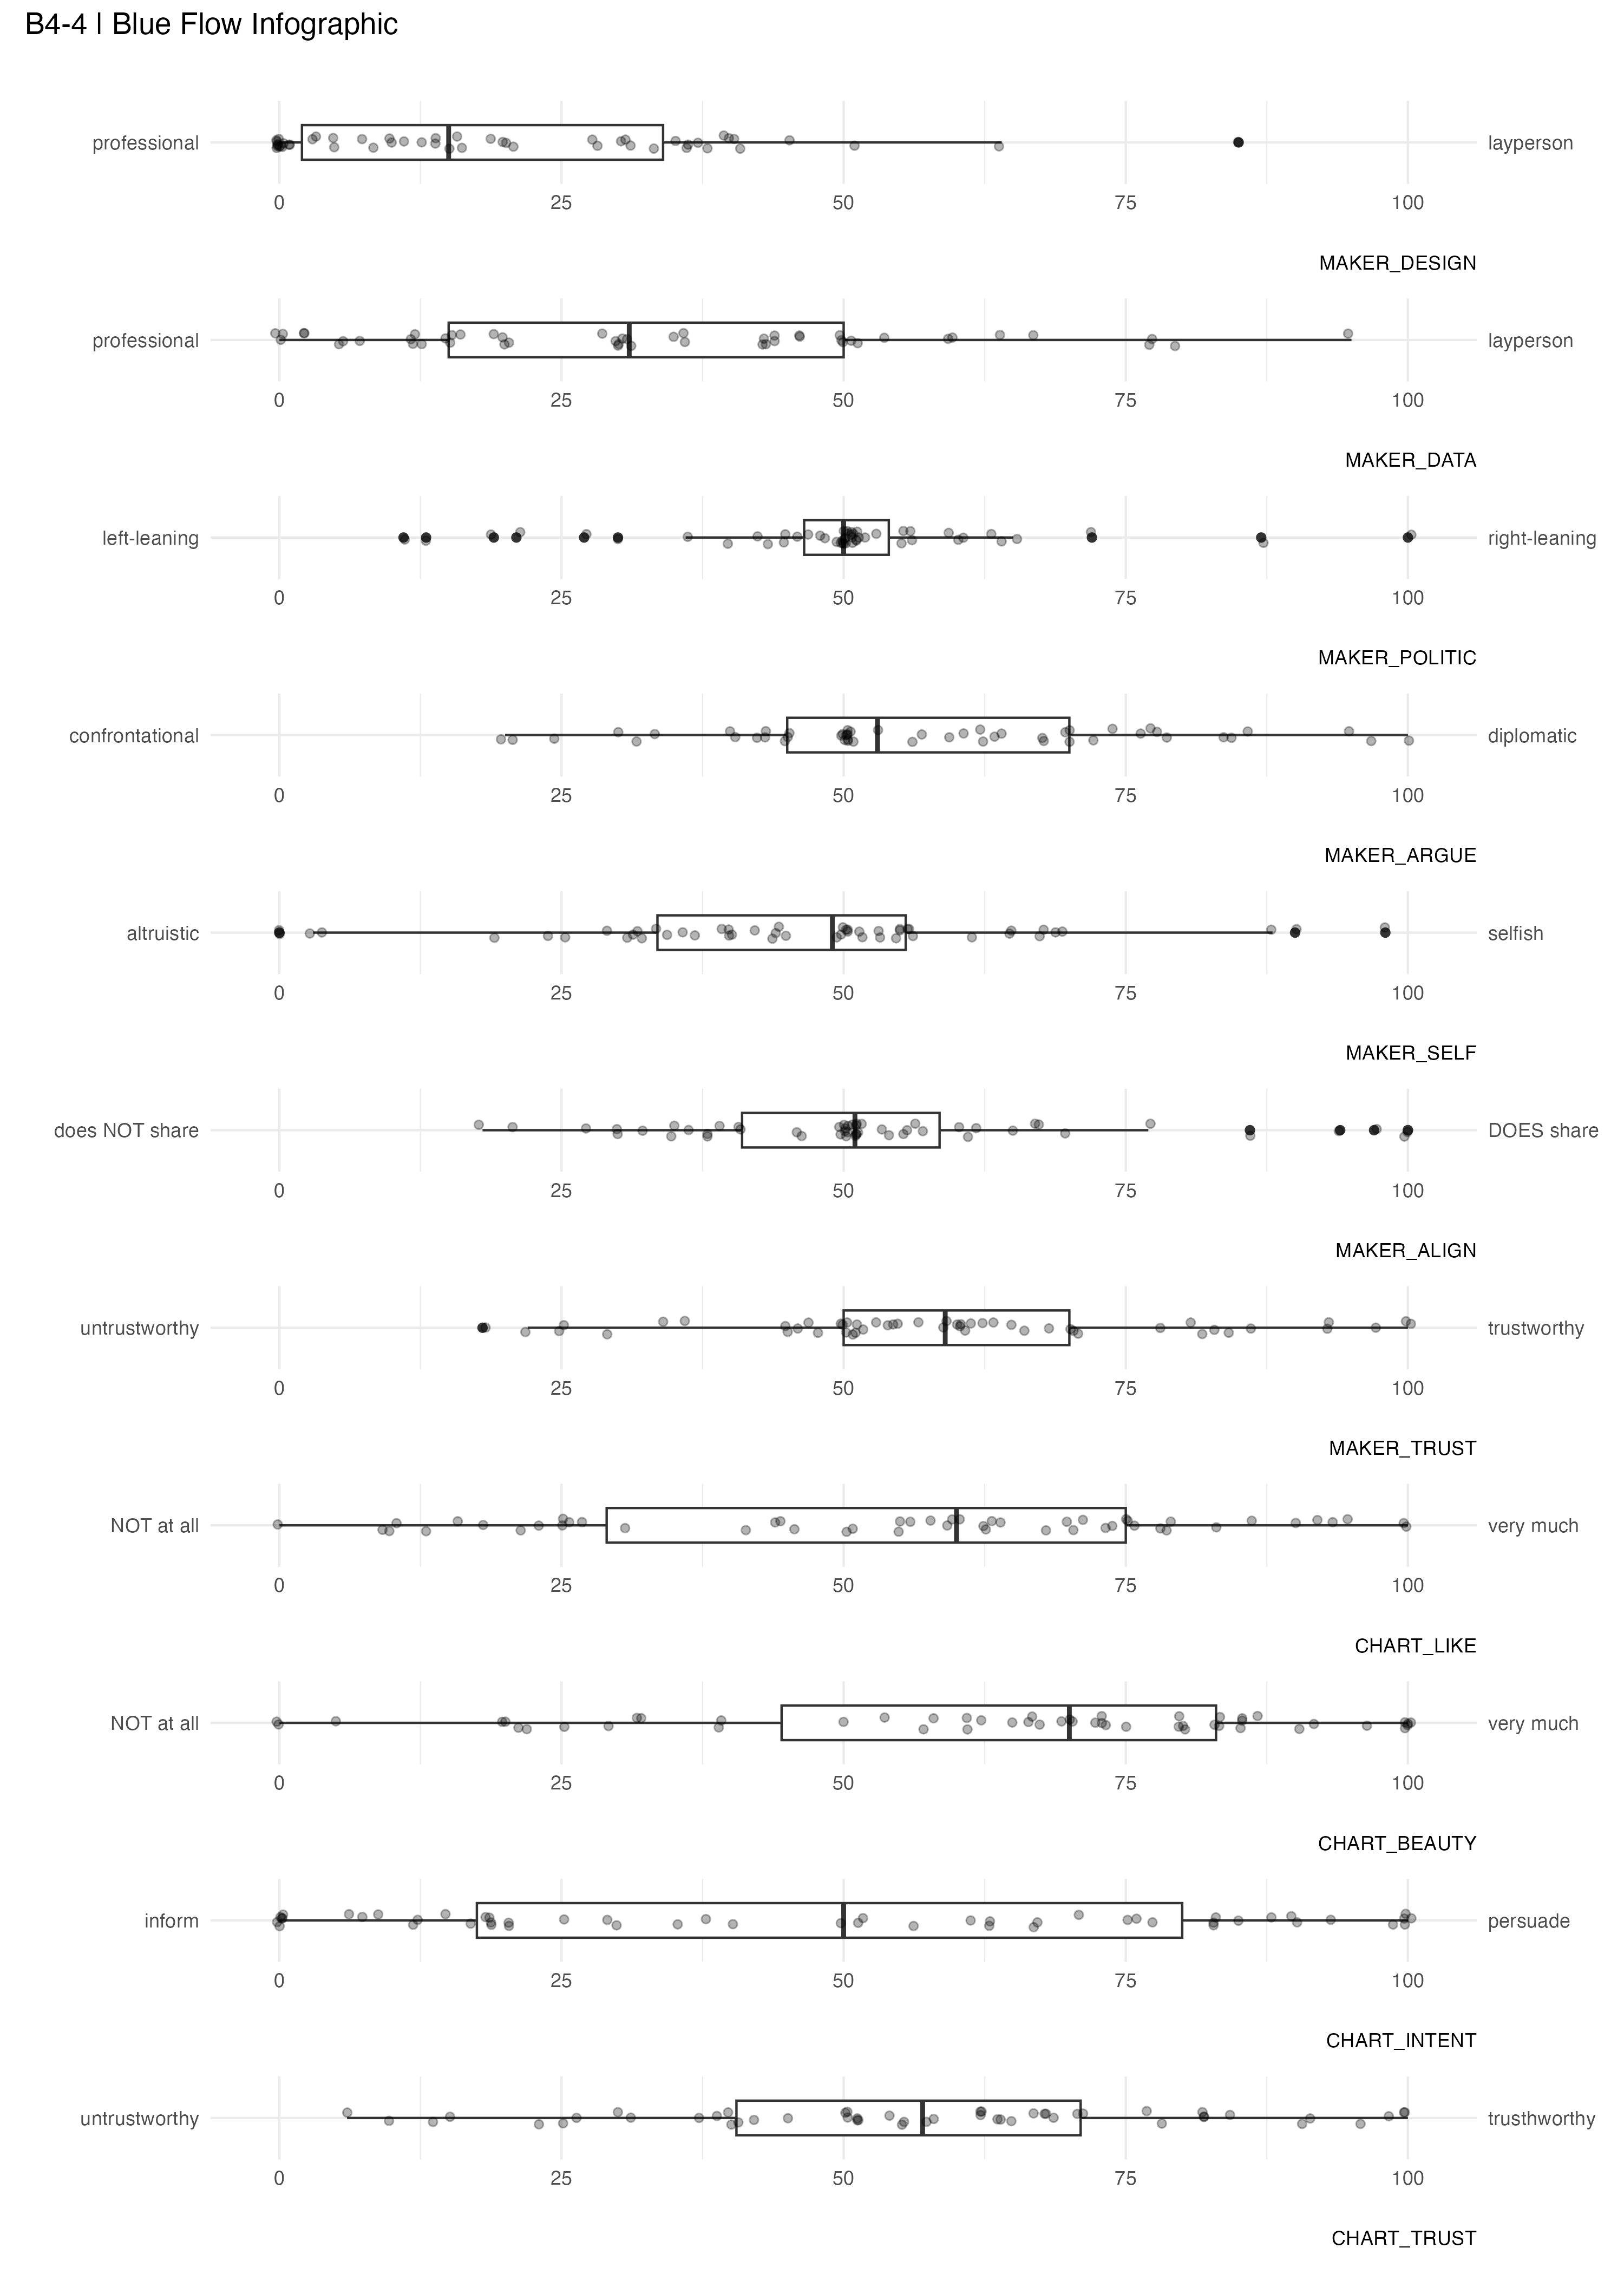 B4-4 | Blue Flow Infographic
professional layperson
0 25 50 75 100
MAKER_DESIGN
professional layperson
0 25 50 75 100
MAKER_DATA
left-leaning right-leaning
0 25 50 75 100
MAKER_POLITIC
confrontational diplomatic
0 25 50 75 100
MAKER_ARGUE
altruistic selfish
0 25 50 75 100
MAKER_SELF
does NOT share DOES share
0 25 50 75 100
MAKER_ALIGN
untrustworthy trustworthy
0 25 50 75 100
MAKER_TRUST
NOT at all very much
0 25 50 75 100
CHART_LIKE
NOT at all very much
0 25 50 75 100
CHART_BEAUTY
inform persuade
0 25 50 75 100
CHART_INTENT
untrustworthy trusthworthy
0 25 50 75 100
CHART_TRUST